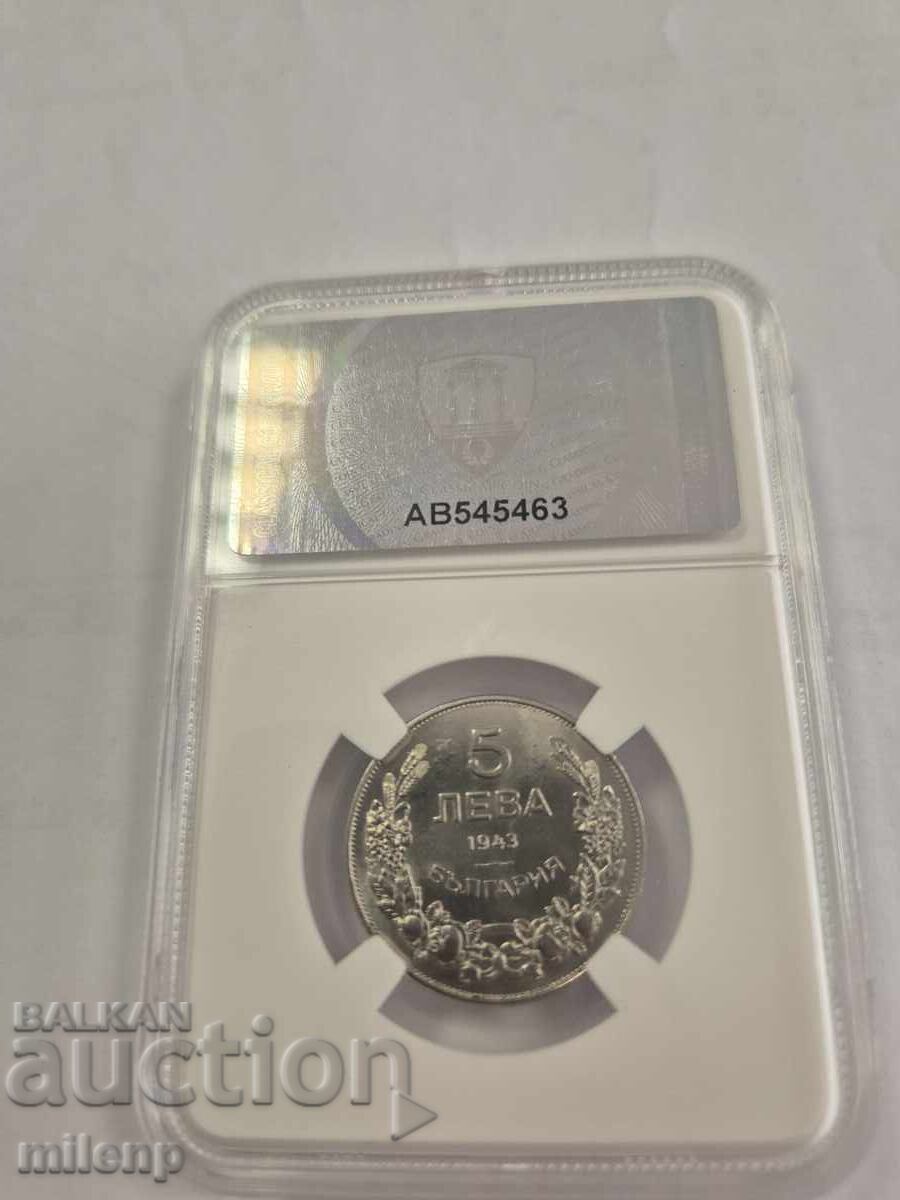 AB545463
5
ЛЕВА
1943
БЪЛГАРИЯ
BALKAN
auction
milenp